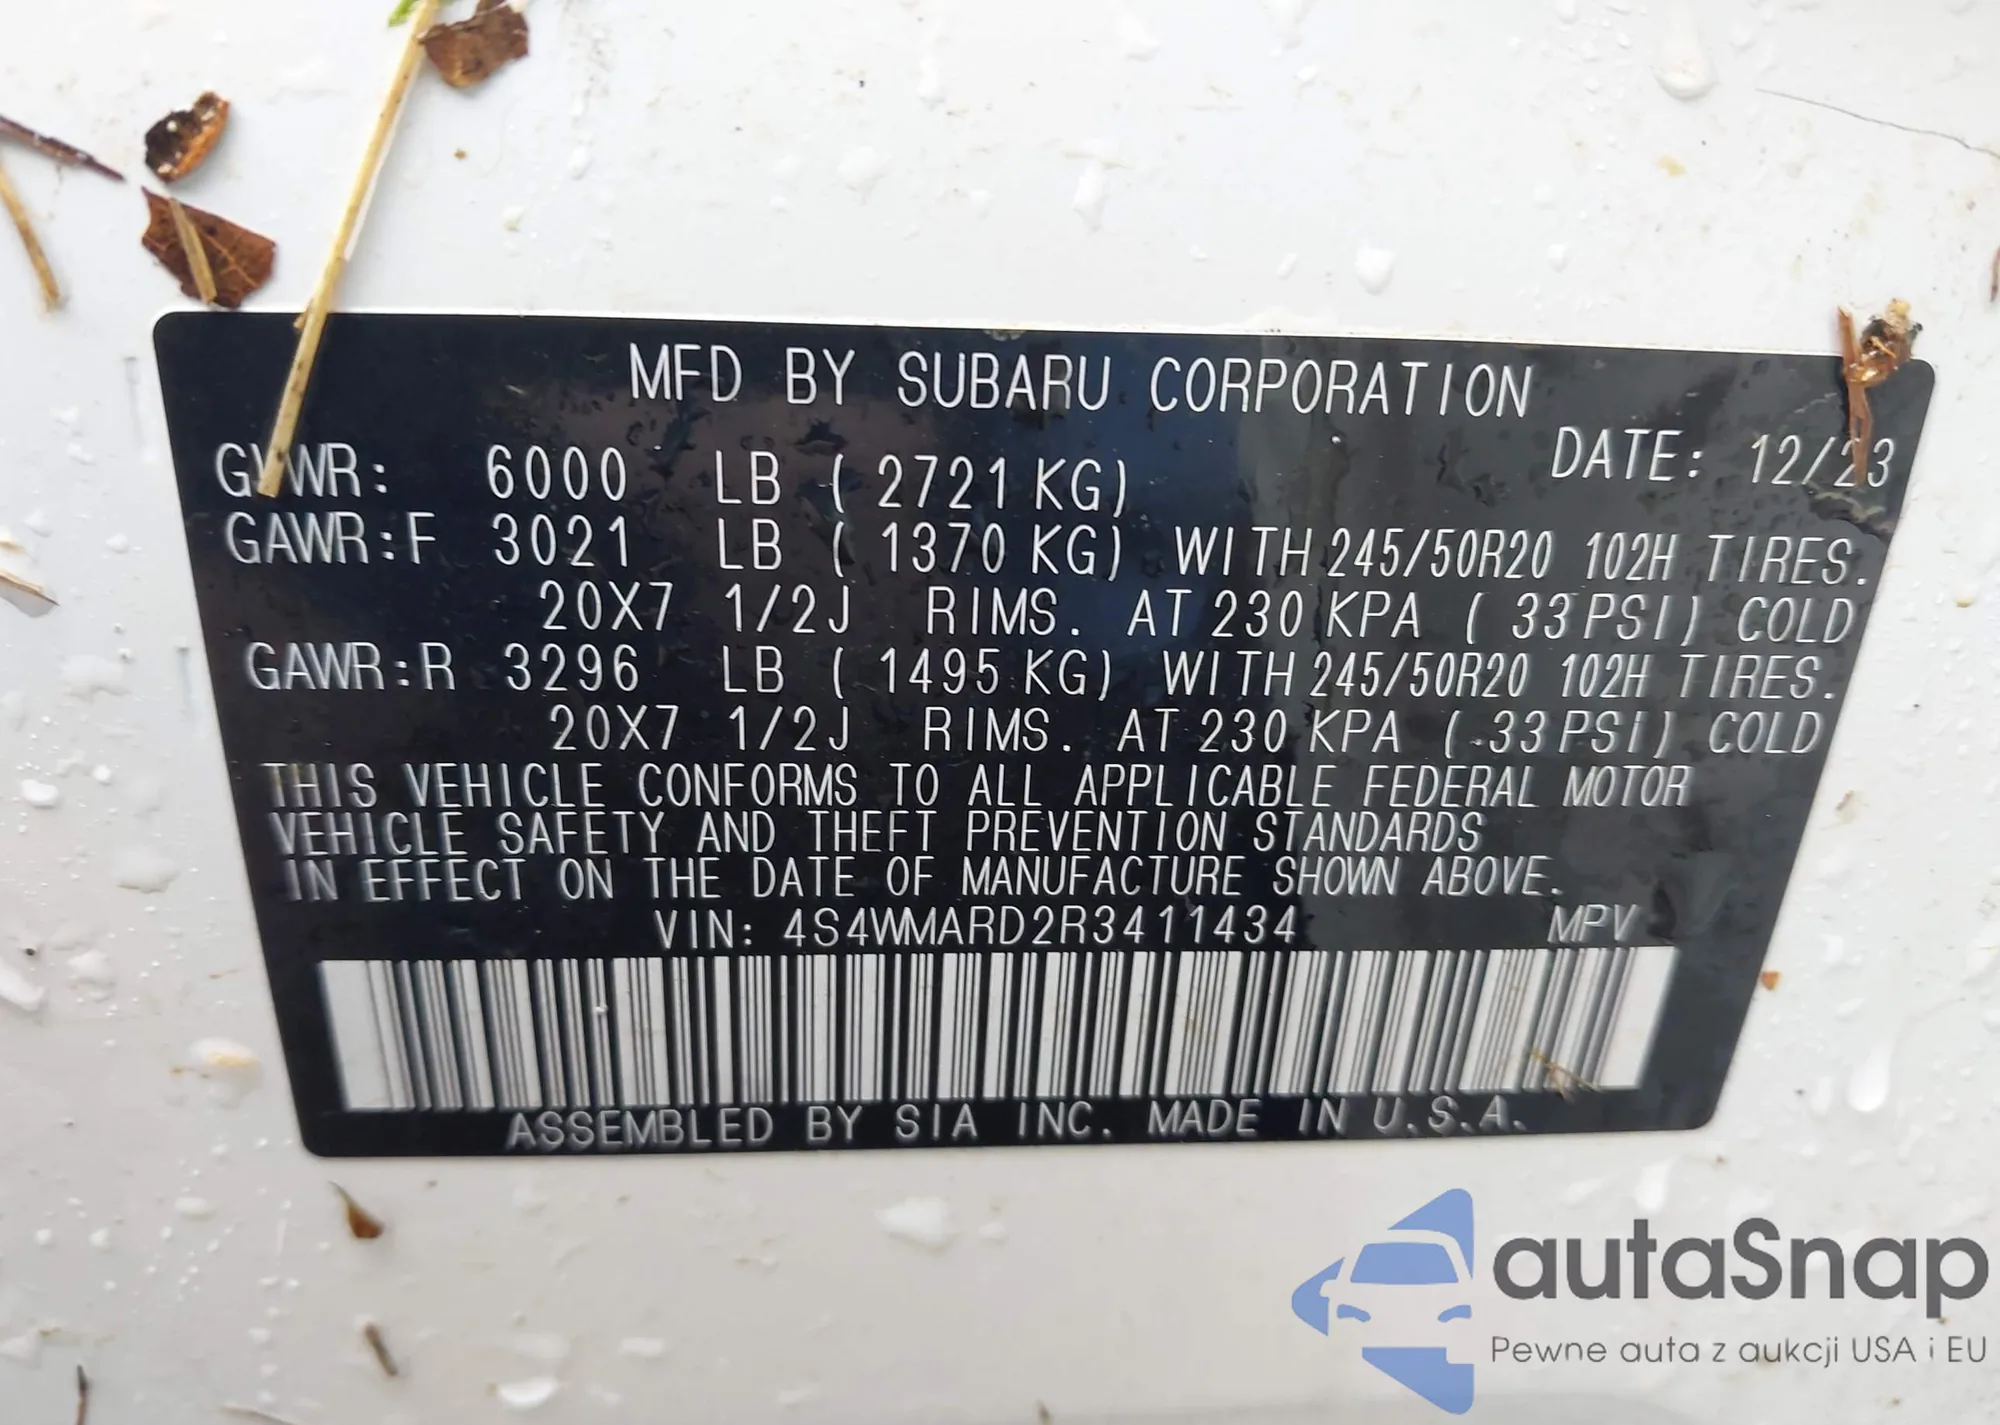 MFD BY SUBARU CORPORATION
DATE: 12/23
GVWR: 6000 LB ( 2721 KG)
GAWR:F 3021 LB ( 1370 KG) WITH 245/50R20 102H TIRES.
20X7 1/2J RIMS. AT 230 KPA ( 33 PSI) COLD
GAWR:R 3296 LB ( 1495 KG) WITH 245/50R20 102H TIRES.
20X7 1/2J RIMS. AT 230 KPA ( 33 PSI) COLD
THIS VEHICLE CONFORMS TO ALL APPLICABLE FEDERAL MOTOR
VEHICLE SAFETY AND THEFT PREVENTION STANDARDS
IN EFFECT ON THE DATE OF MANUFACTURE SHOWN ABOVE.
VIN: 4S4WMARD2R3411434 MPV
ASSEMBLED BY SIA INC. MADE IN U.S.A.
autaSnap
Pewne auta z aukcji USA i EU